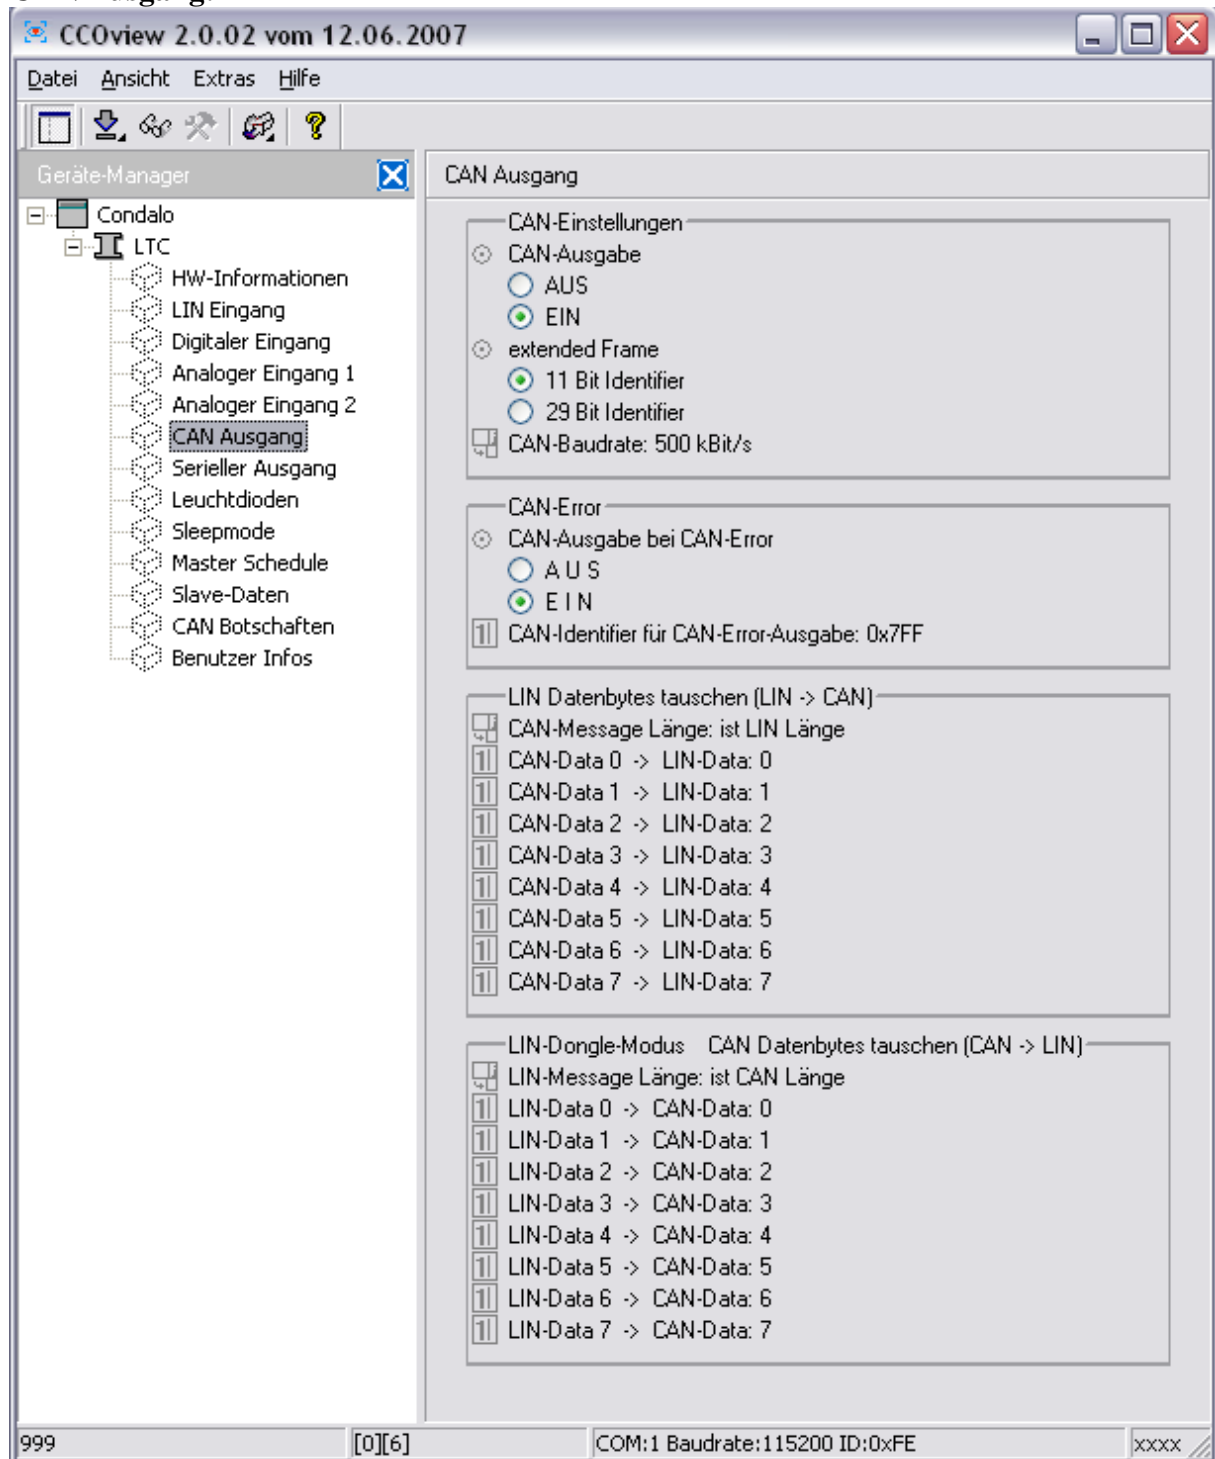 CCOview 2.0.02 vom 12.06.2007
Datei Ansicht Extras Hilfe
Geräte-Manager
Condalo
LTC
HW-Informationen
LIN Eingang
Digitaler Eingang
Analoger Eingang 1
Analoger Eingang 2
CAN Ausgang
Serieller Ausgang
Leuchtdioden
Sleepmode
Master Schedule
Slave-Daten
CAN Botschaften
Benutzer Infos
CAN Ausgang
CAN-Einstellungen
CAN-Ausgabe
AUS
EIN
extended Frame
11 Bit Identifier
29 Bit Identifier
CAN-Baudrate: 500 kBit/s
CAN-Error
CAN-Ausgabe bei CAN-Error
A U S
E I N
CAN-Identifier für CAN-Error-Ausgabe: 0x7FF
LIN Datenbytes tauschen (LIN -> CAN)
CAN-Message Länge: ist LIN Länge
CAN-Data 0 -> LIN-Data: 0
CAN-Data 1 -> LIN-Data: 1
CAN-Data 2 -> LIN-Data: 2
CAN-Data 3 -> LIN-Data: 3
CAN-Data 4 -> LIN-Data: 4
CAN-Data 5 -> LIN-Data: 5
CAN-Data 6 -> LIN-Data: 6
CAN-Data 7 -> LIN-Data: 7
LIN-Dongle-Modus CAN Datenbytes tauschen (CAN -> LIN)
LIN-Message Länge: ist CAN Länge
LIN-Data 0 -> CAN-Data: 0
LIN-Data 1 -> CAN-Data: 1
LIN-Data 2 -> CAN-Data: 2
LIN-Data 3 -> CAN-Data: 3
LIN-Data 4 -> CAN-Data: 4
LIN-Data 5 -> CAN-Data: 5
LIN-Data 6 -> CAN-Data: 6
LIN-Data 7 -> CAN-Data: 7
999 [0][6] COM:1 Baudrate:115200 ID:0xFE xxxx